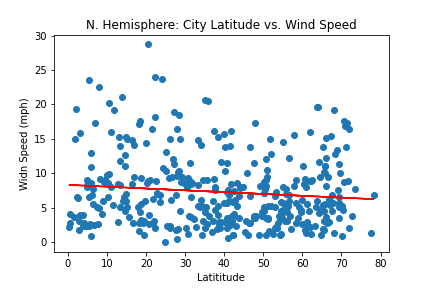 N. Hemisphere: City Latitude vs. Wind Speed
30
25
20
15
10
5
0
Widn Speed (mph)
0 10 20 30 40 50 60 70 80
Latititude